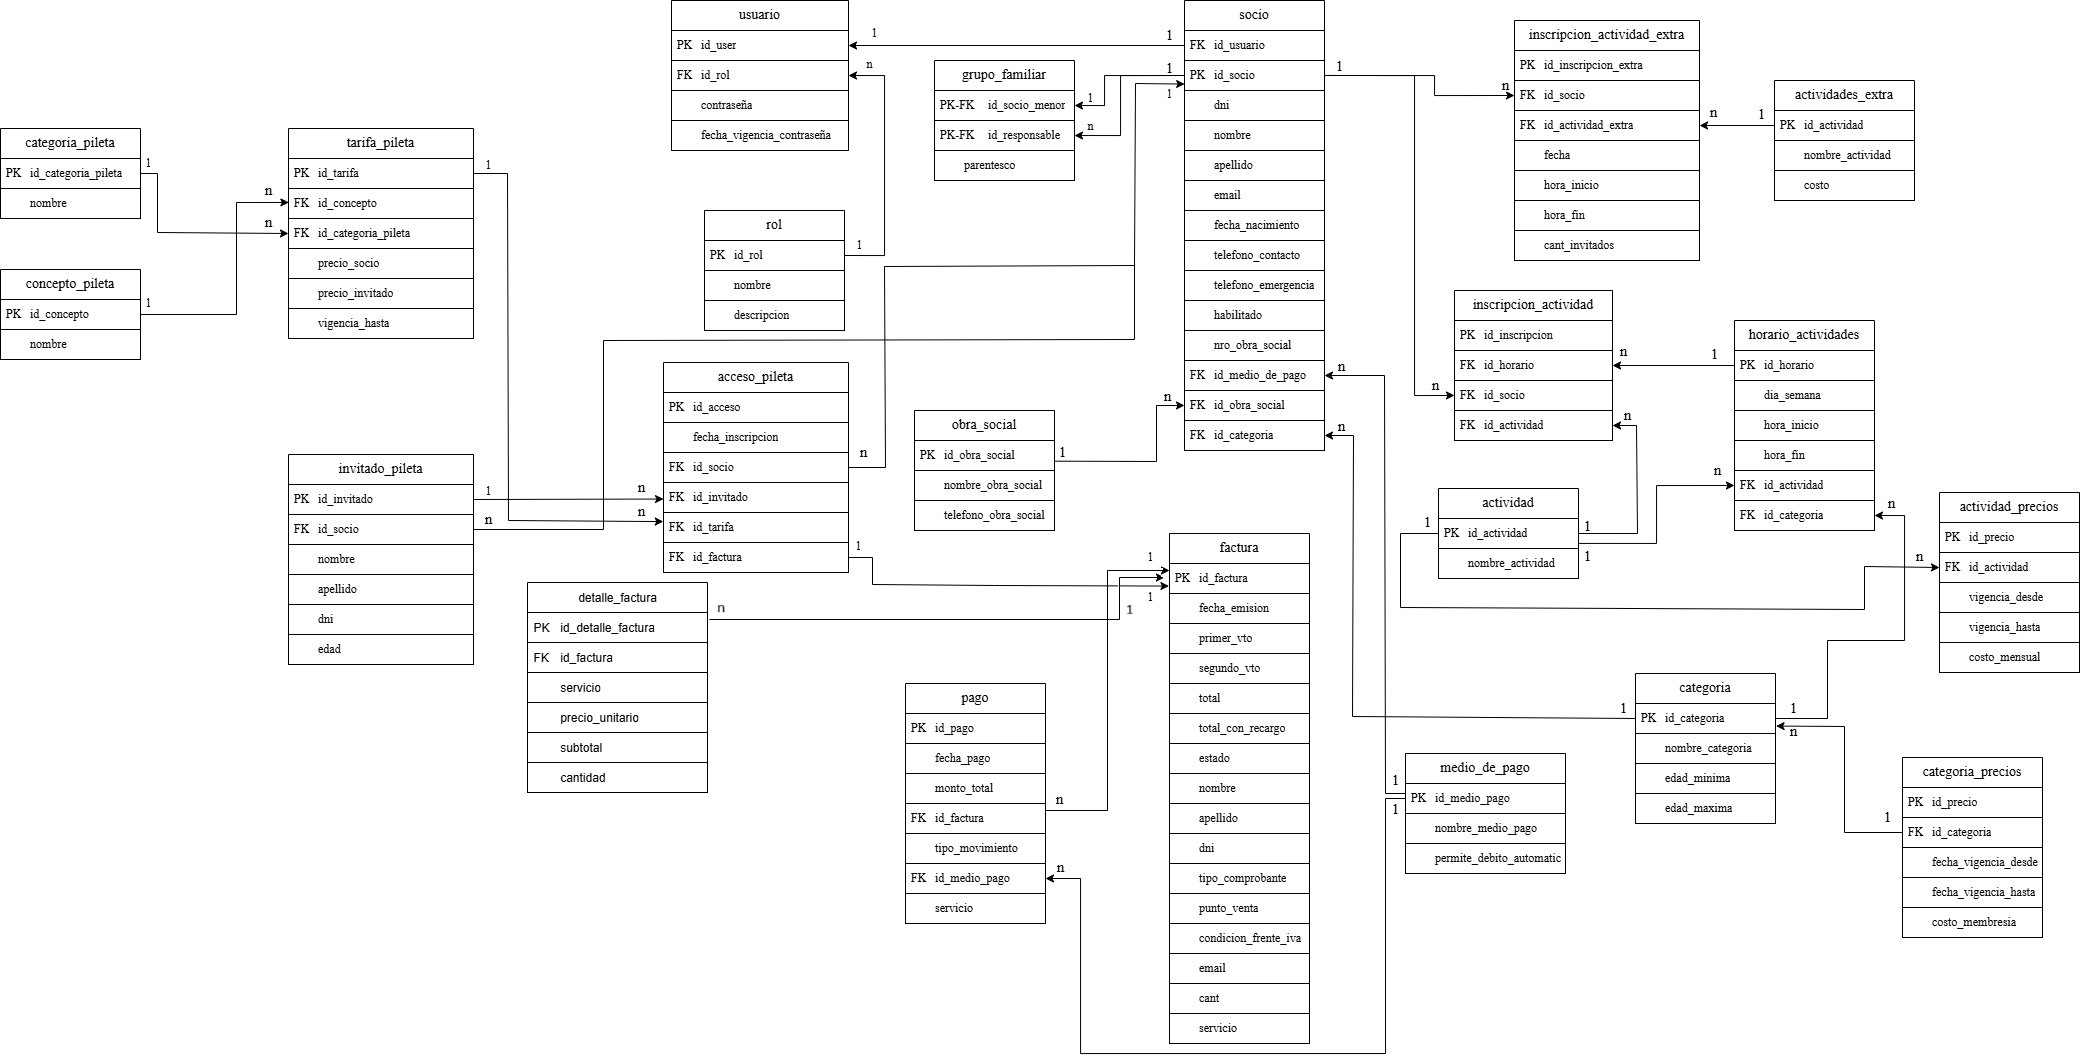 usuario
PK id_user
FK id_rol
contraseña
fecha_vigencia_contraseña
1
1
n
socio
FK id_usuario
PK id_socio
dni
nombre
apellido
email
fecha_nacimiento
telefono_contacto
telefono_emergencia
habilitado
nro_obra_social
FK id_medio_de_pago
FK id_obra_social
FK id_categoria
1
1
1
n
n
n
grupo_familiar
PK-FK id_socio_menor
PK-FK id_responsable
parentesco
1
n
inscripcion_actividad_extra
PK id_inscripcion_extra
FK id_socio
FK id_actividad_extra
fecha
hora_inicio
hora_fin
cant_invitados
n
n
1
actividades_extra
PK id_actividad
nombre_actividad
costo
categoria_pileta
PK id_categoria_pileta
nombre
1
tarifa_pileta
PK id_tarifa
FK id_concepto
FK id_categoria_pileta
precio_socio
precio_invitado
vigencia_hasta
n
n
1
concepto_pileta
PK id_concepto
nombre
1
rol
PK id_rol
nombre
descripcion
1
inscripcion_actividad
PK id_inscripcion
FK id_horario
FK id_socio
FK id_actividad
n
n
n
horario_actividades
PK id_horario
dia_semana
hora_inicio
hora_fin
FK id_actividad
FK id_categoria
1
n
n
acceso_pileta
PK id_acceso
fecha_inscripcion
FK id_socio
FK id_invitado
FK id_tarifa
FK id_factura
n
n
n
1
obra_social
PK id_obra_social
nombre_obra_social
telefono_obra_social
1
invitado_pileta
PK id_invitado
FK id_socio
nombre
apellido
dni
edad
1
n
actividad
PK id_actividad
nombre_actividad
1
1
1
actividad_precios
PK id_precio
FK id_actividad
vigencia_desde
vigencia_hasta
costo_mensual
n
factura
PK id_factura
fecha_emision
primer_vto
segundo_vto
total
total_con_recargo
estado
nombre
apellido
dni
tipo_comprobante
punto_venta
condicion_frente_iva
email
cant
servicio
1
1
1
detalle_factura
PK id_detalle_factura
FK id_factura
servicio
precio_unitario
subtotal
cantidad
n
pago
PK id_pago
fecha_pago
monto_total
FK id_factura
tipo_movimiento
FK id_medio_pago
servicio
n
n
categoria
PK id_categoria
nombre_categoria
edad_minima
edad_maxima
1
1
n
medio_de_pago
PK id_medio_pago
nombre_medio_pago
permite_debito_automatic
1
1
categoria_precios
PK id_precio
FK id_categoria
fecha_vigencia_desde
fecha_vigencia_hasta
costo_membresia
1
1